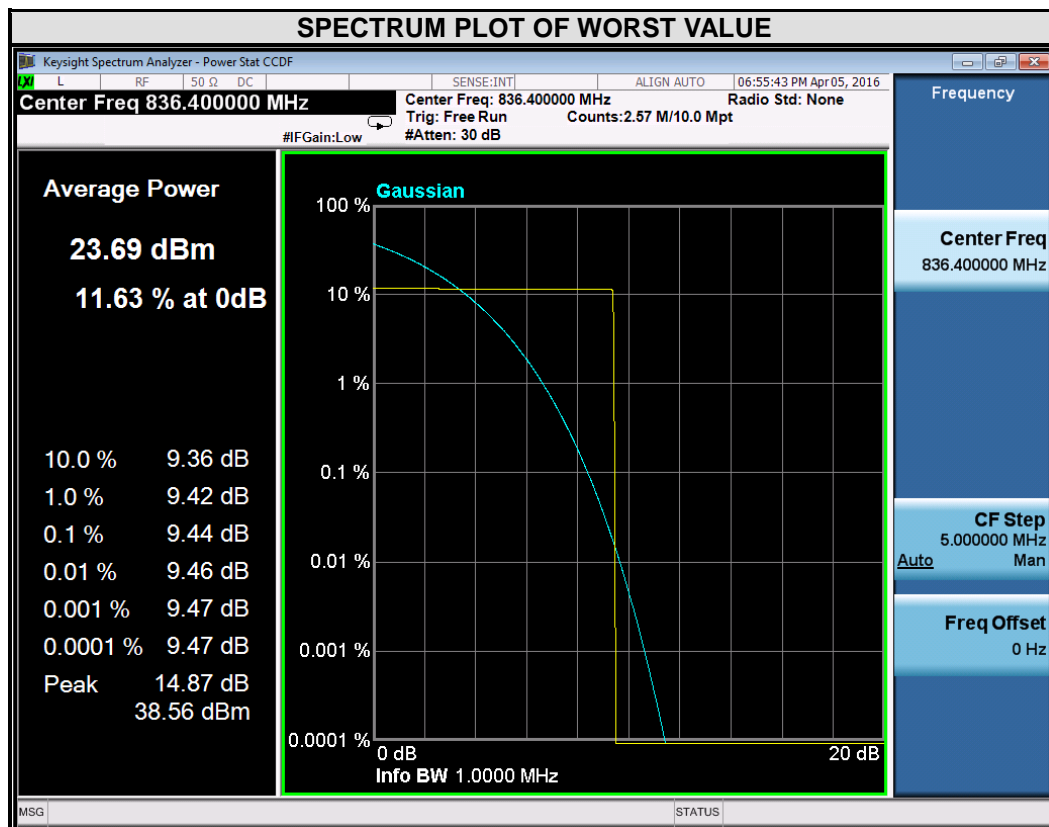 SPECTRUM PLOT OF WORST VALUE
Keysight Spectrum Analyzer - Power Stat CCDF
LXI L RF 50 Ω DC SENSE:INT ALIGN AUTO 06:55:43 PM Apr 05, 2016
Center Freq 836.400000 MHz
#IFGain:Low
Center Freq: 836.400000 MHz Radio Std: None
Trig: Free Run Counts:2.57 M/10.0 Mpt
#Atten: 30 dB
Average Power
23.69 dBm
11.63 % at 0dB
10.0 % 9.36 dB
1.0 % 9.42 dB
0.1 % 9.44 dB
0.01 % 9.46 dB
0.001 % 9.47 dB
0.0001 % 9.47 dB
Peak 14.87 dB
38.56 dBm
Gaussian
100 %
10 %
1 %
0.1 %
0.01 %
0.001 %
0.0001 %
0 dB 20 dB
Info BW 1.0000 MHz
Frequency
Center Freq
836.400000 MHz
CF Step
5.000000 MHz
Auto Man
Freq Offset
0 Hz
MSG STATUS